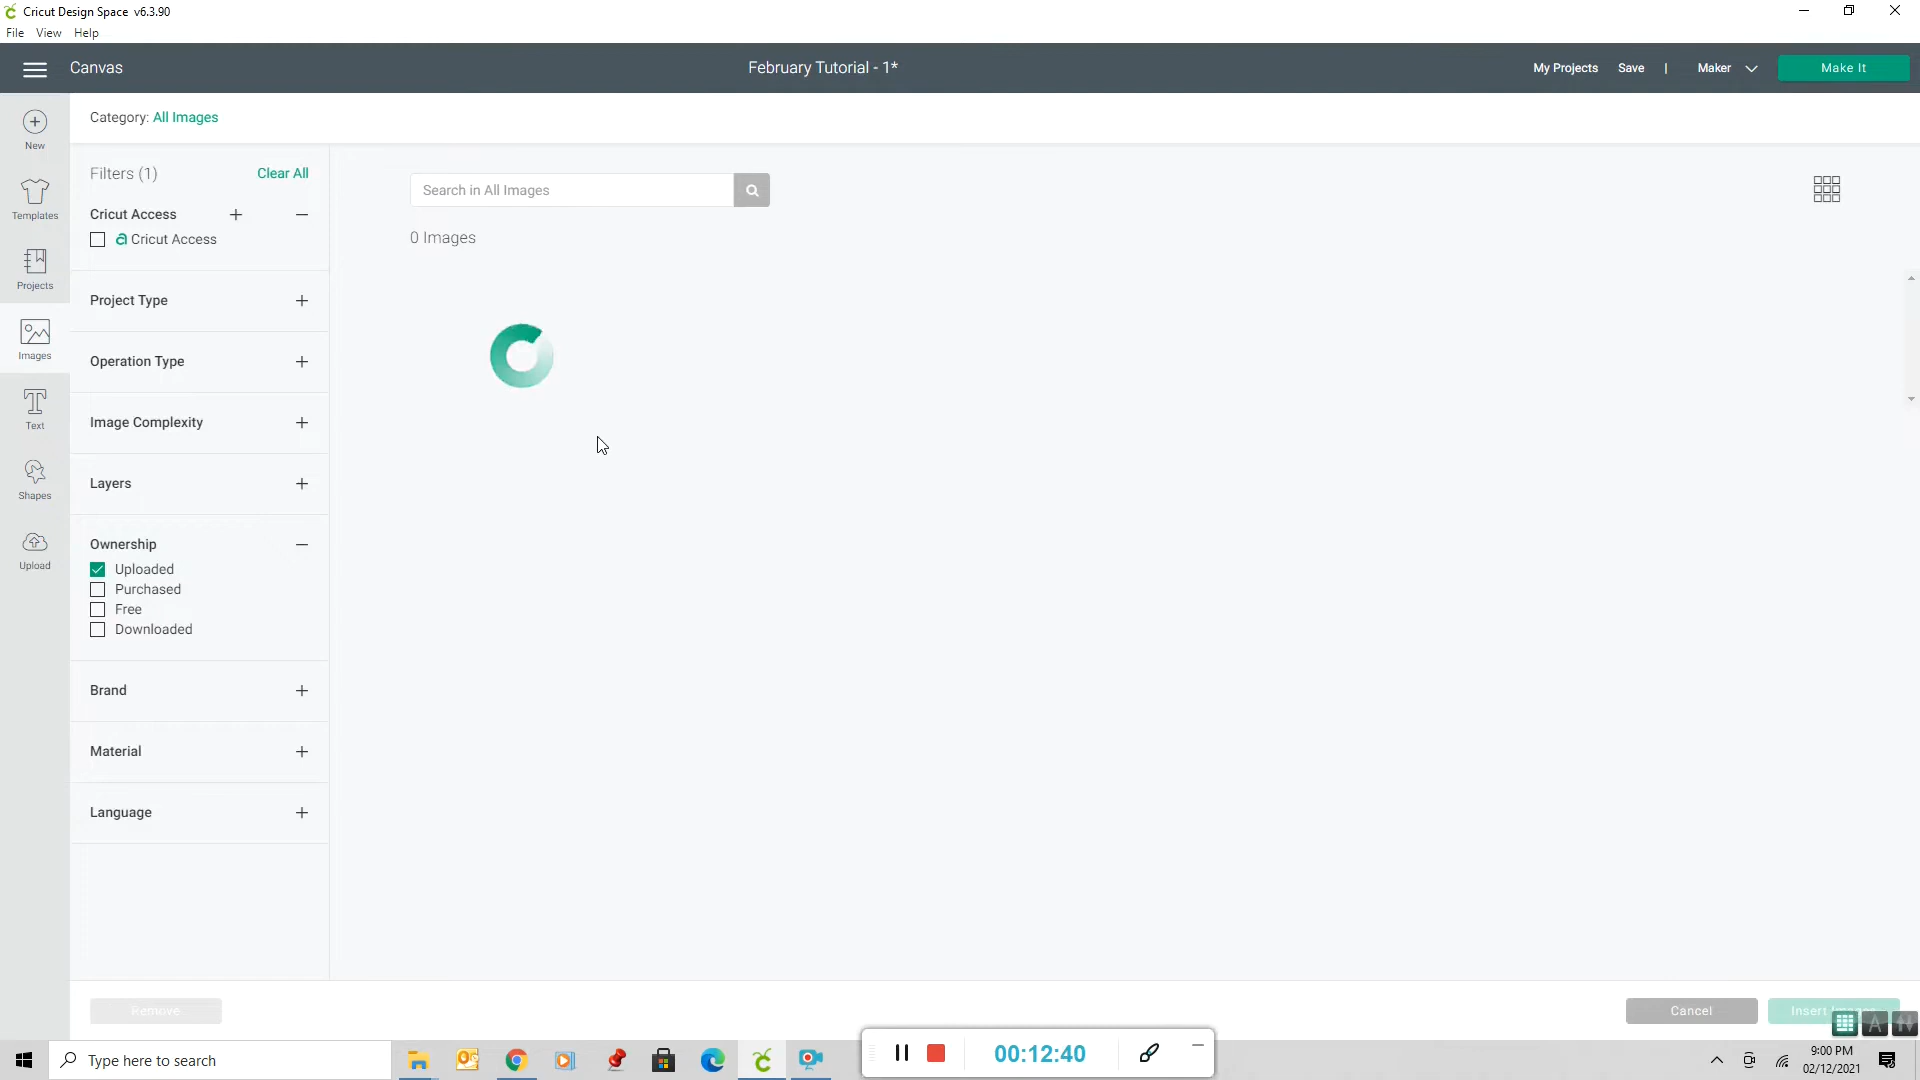 Cricut Design Space v6.3.90
File View Help
Canvas
February Tutorial - 1*
My Projects Save | Maker Make It
Category: All Images
New
Templates
Projects
Images
Text
Shapes
Upload
Filters (1) Clear All
Cricut Access
a Cricut Access
Project Type
Operation Type
Image Complexity
Layers
Ownership
Uploaded
Purchased
Free
Downloaded
Brand
Material
Language
Search in All Images
0 Images
Remove
Cancel
Insert
Type here to search
00:12:40
9:00 PM
02/12/2021